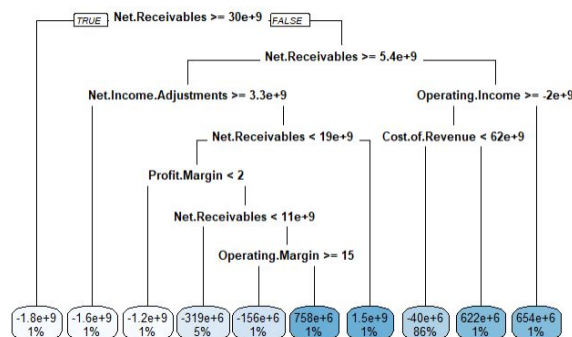 TRUE Net.Receivables >= 30e+9 FALSE
Net.Receivables >= 5.4e+9
Net.Income.Adjustments >= 3.3e+9 Operating.Income >= -2e+9
Net.Receivables < 19e+9 Cost.of.Revenue < 62e+9
Profit.Margin < 2
Net.Receivables < 11e+9
Operating.Margin >= 15
-1.8e+9 -1.6e+9 -1.2e+9 -319e+6 -156e+6 758e+6 1.5e+9 -40e+6 622e+6 654e+6
1% 1% 1% 5% 1% 1% 1% 86% 1% 1%